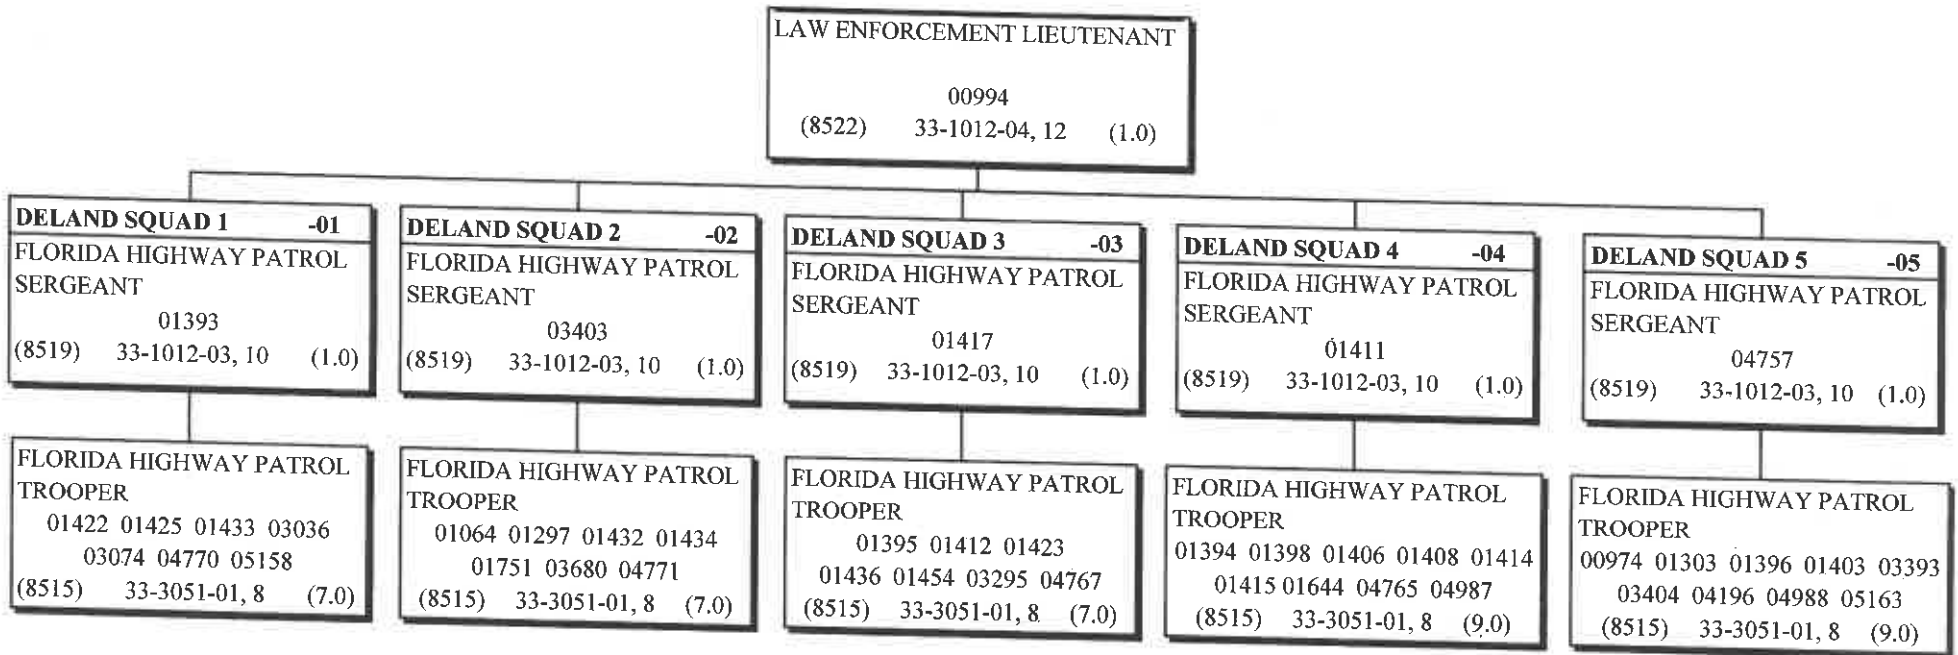 LAW ENFORCEMENT LIEUTENANT
00994
(8522) 33-1012-04, 12 (1.0)
DELAND SQUAD 1 -01
FLORIDA HIGHWAY PATROL
SERGEANT
01393
(8519) 33-1012-03, 10 (1.0)
FLORIDA HIGHWAY PATROL
TROOPER
01422 01425 01433 03036
03074 04770 05158
(8515) 33-3051-01, 8 (7.0)
DELAND SQUAD 2 -02
FLORIDA HIGHWAY PATROL
SERGEANT
03403
(8519) 33-1012-03, 10 (1.0)
FLORIDA HIGHWAY PATROL
TROOPER
01064 01297 01432 01434
01751 03680 04771
(8515) 33-3051-01, 8 (7.0)
DELAND SQUAD 3 -03
FLORIDA HIGHWAY PATROL
SERGEANT
01417
(8519) 33-1012-03, 10 (1.0)
FLORIDA HIGHWAY PATROL
TROOPER
01395 01412 01423
01436 01454 03295 04767
(8515) 33-3051-01, 8 (7.0)
DELAND SQUAD 4 -04
FLORIDA HIGHWAY PATROL
SERGEANT
01411
(8519) 33-1012-03, 10 (1.0)
FLORIDA HIGHWAY PATROL
TROOPER
01394 01398 01406 01408 01414
01415 01644 04765 04987
(8515) 33-3051-01, 8 (9.0)
DELAND SQUAD 5 -05
FLORIDA HIGHWAY PATROL
SERGEANT
04757
(8519) 33-1012-03, 10 (1.0)
FLORIDA HIGHWAY PATROL
TROOPER
00974 01303 01396 01403 03393
03404 04196 04988 05163
(8515) 33-3051-01, 8 (9.0)